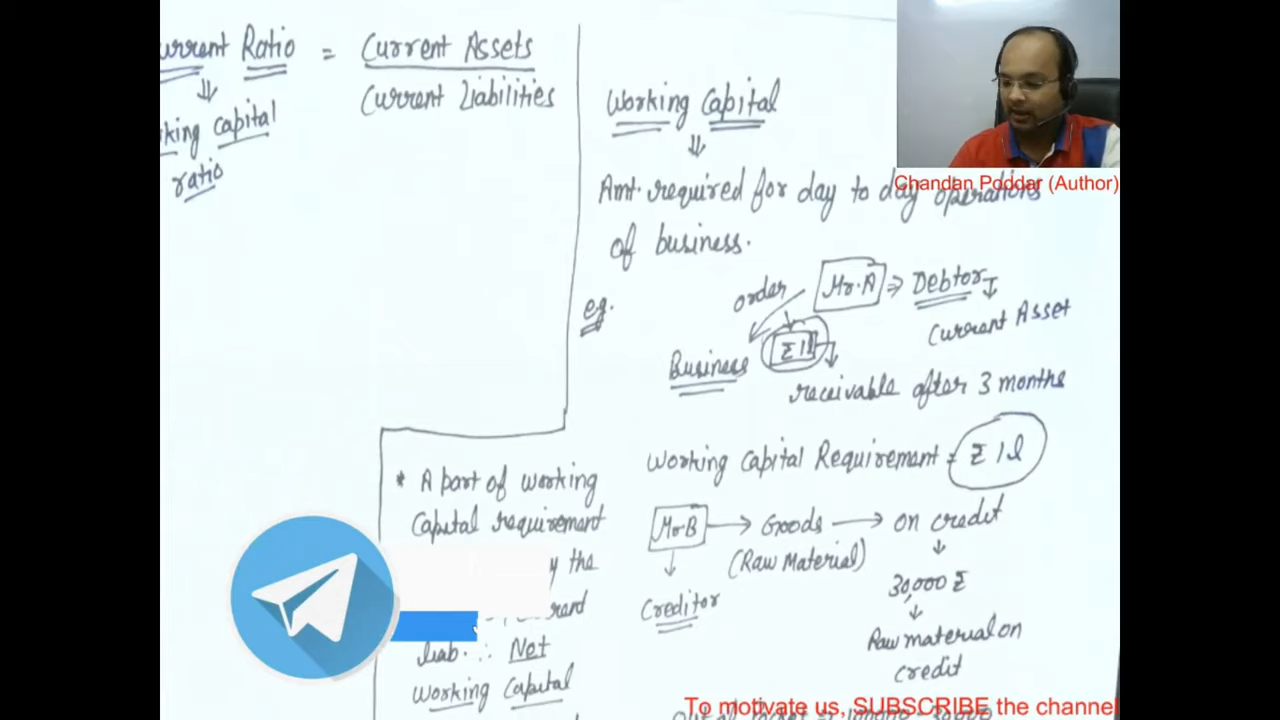 urrent Ratio = Current Assets
Current Liabilities
king Capital
ratio
Working Capital
Amt. required for day to day operations
of business.
eg.
order
Mr. A ⇒ Debtor
Current Asset
Business
₹ 1l
receivable after 3 months
Working Capital Requirement = ₹ 1l
* A part of working
Capital requirement
y the
liab. ∴ Net
Working Capital
Mr. B → Goods → on credit
(Raw Material)
Creditor
30,000 ₹
Raw material on
credit
Chandan Poddar (Author)
To motivate us, SUBSCRIBE the channel